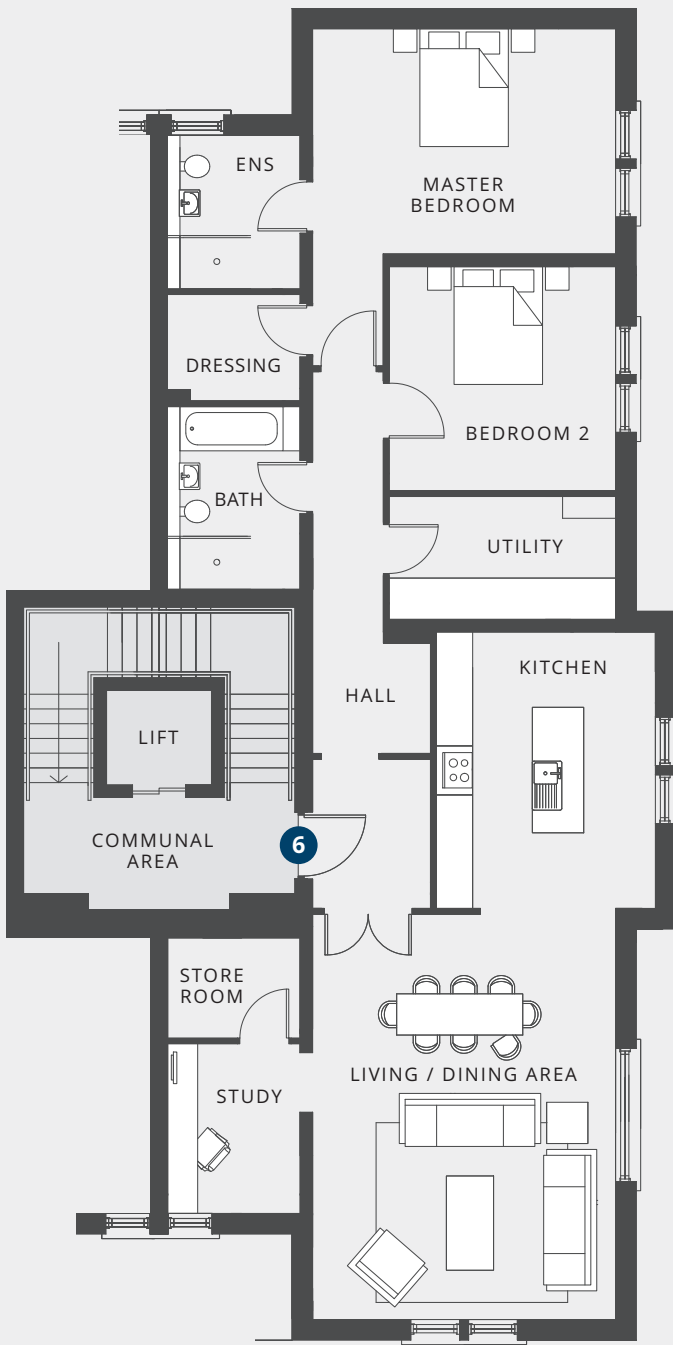 ENS
MASTER
BEDROOM
DRESSING
BEDROOM 2
BATH
UTILITY
KITCHEN
HALL
LIFT
COMMUNAL
AREA
6
STORE
ROOM
LIVING / DINING AREA
STUDY